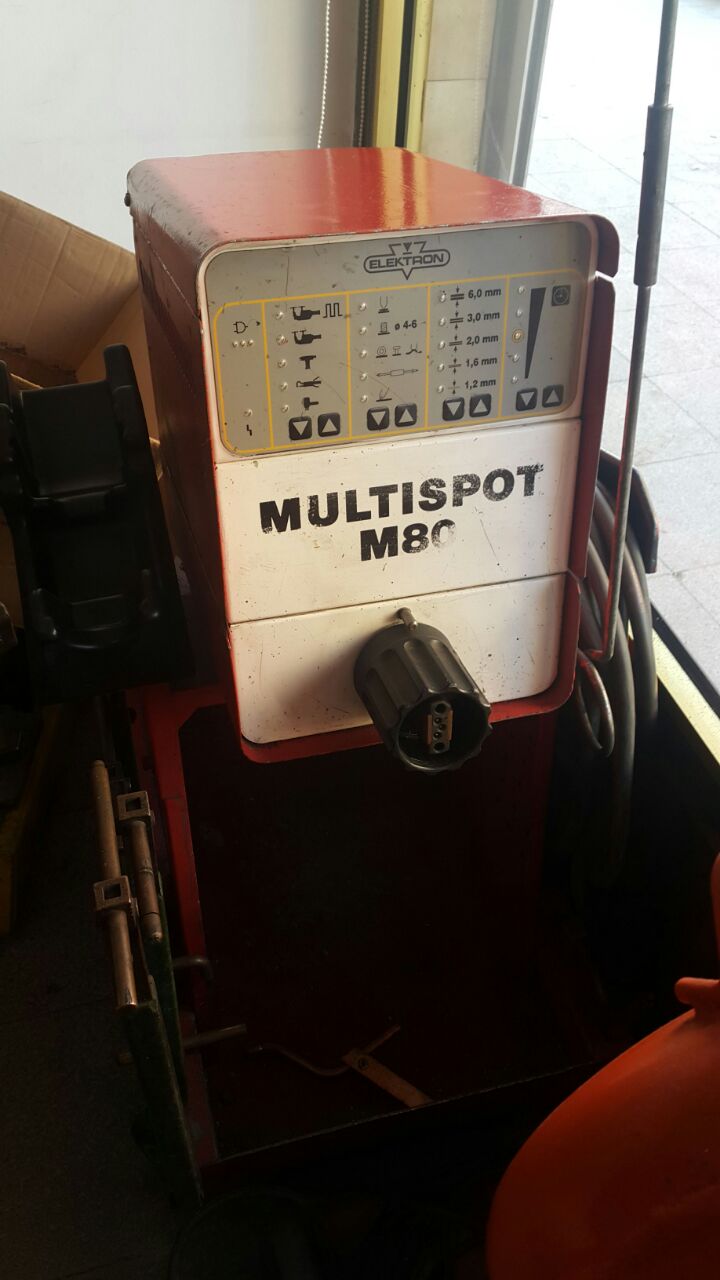 ELEKTRON
ø 4-6
6,0 mm
3,0 mm
2,0 mm
1,6 mm
1,2 mm
MULTISPOT
M80